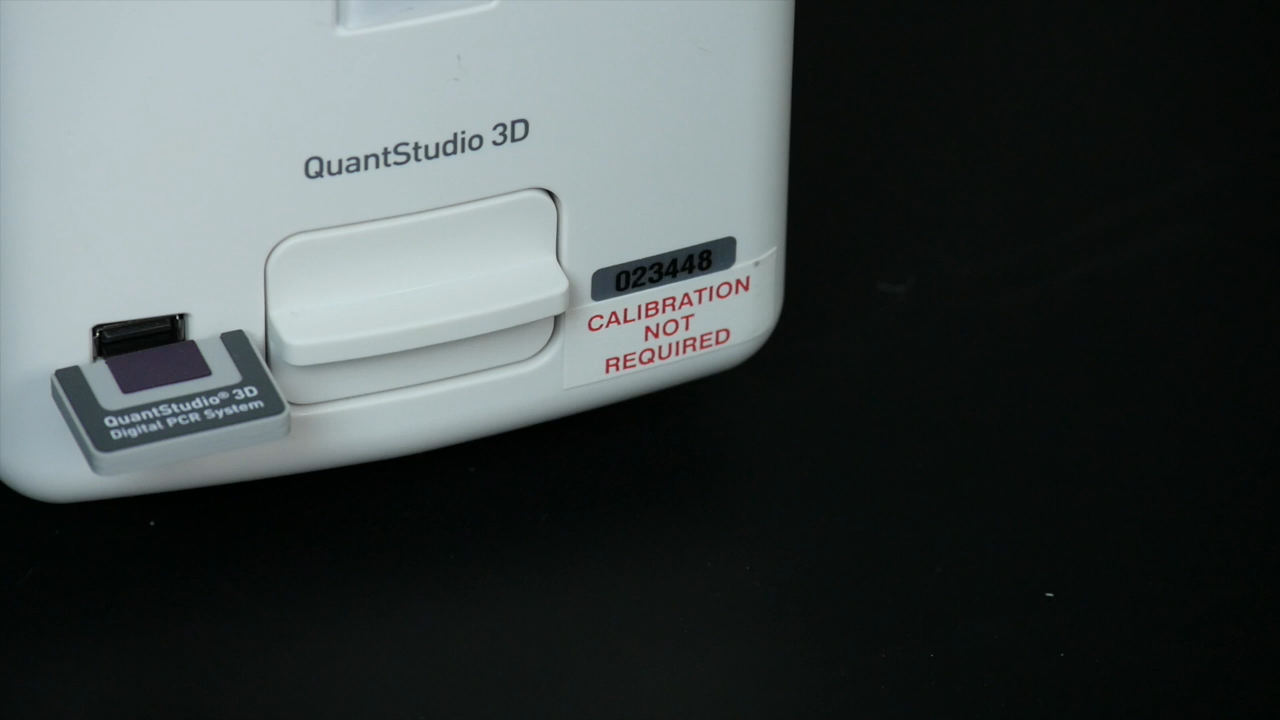 QuantStudio 3D
023448
CALIBRATION
NOT
REQUIRED
QuantStudio® 3D
Digital PCR System